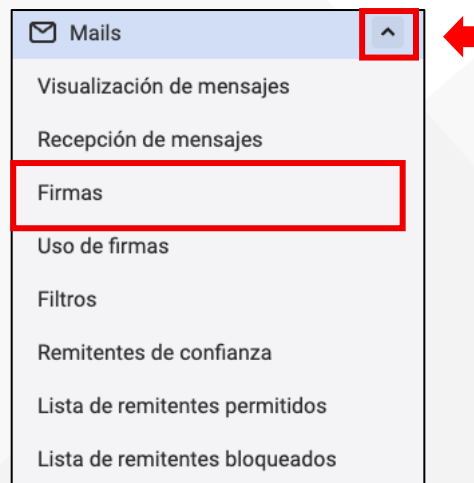 Mails
Visualización de mensajes
Recepción de mensajes
Firmas
Uso de firmas
Filtros
Remitentes de confianza
Lista de remitentes permitidos
Lista de remitentes bloqueados